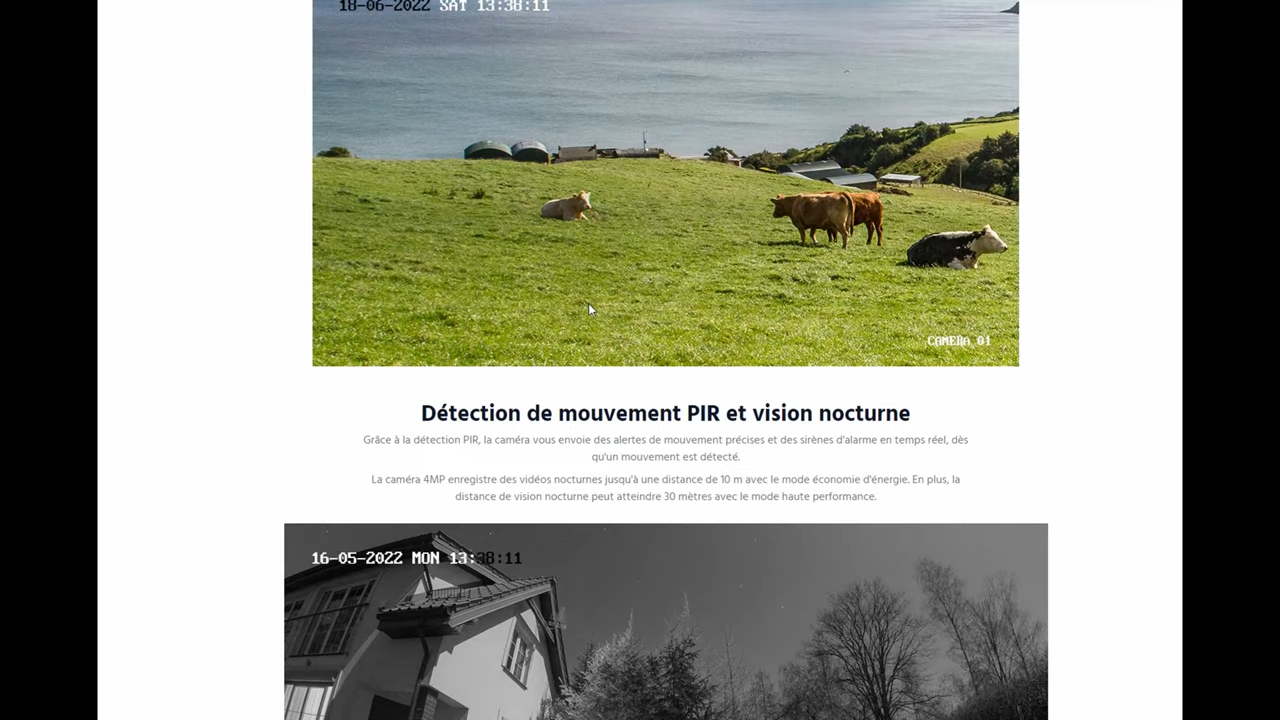 18-06-2022 SAT 13:38:11
CAMERA 01
Détection de mouvement PIR et vision nocturne
Grâce à la détection PIR, la caméra vous envoie des alertes de mouvement précises et des sirènes d'alarme en temps réel, dès
qu'un mouvement est détecté.
La caméra 4MP enregistre des vidéos nocturnes jusqu'à une distance de 10 m avec le mode économie d'énergie. En plus, la
distance de vision nocturne peut atteindre 30 mètres avec le mode haute performance.
16-05-2022 MON 13:38:11